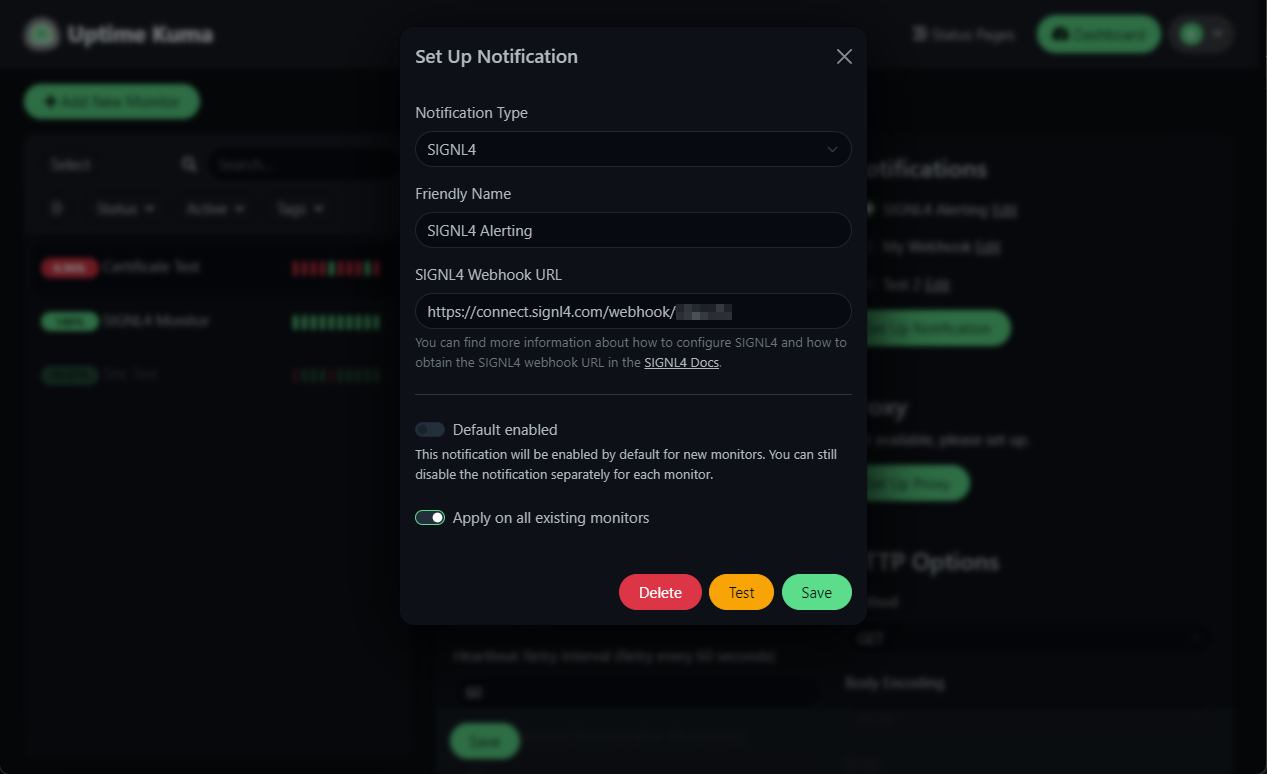 Uptime Kuma
Status Pages
Dashboard
Add New Monitor
Set Up Notification
Notification Type
SIGNL4
Friendly Name
SIGNL4 Alerting
SIGNL4 Webhook URL
https://connect.signl4.com/webhook/
You can find more information about how to configure SIGNL4 and how to
obtain the SIGNL4 webhook URL in the SIGNL4 Docs.
Default enabled
This notification will be enabled by default for new monitors. You can still
disable the notification separately for each monitor.
Apply on all existing monitors
Delete
Test
Save
Select
Search...
Status
Active
Tags
Certificate Test
SIGNL4 Monitor
Site Test
SIGNL4 Alerting Edit
My Webhook Edit
Test 2 Edit
Set Up Notification
available, please set up.
Set Up Proxy
HTTP Options
GET
Body Encoding
Heartbeat Retry Interval (Retry every 60 seconds)
60
Save